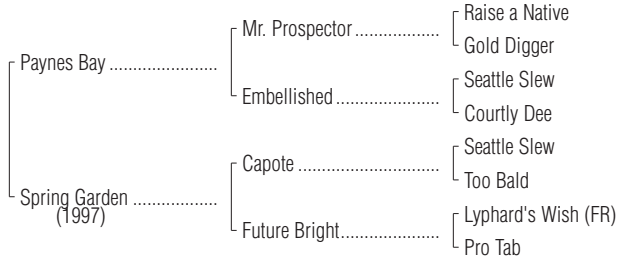 Raise a Native
Mr. Prospector ..................
Gold Digger
Paynes Bay .......................
Seattle Slew
Embellished ......................
Courtly Dee
Seattle Slew
Capote ..............................
Too Bald
Spring Garden ..................
(1997)
Lyphard's Wish (FR)
Future Bright.....................
Pro Tab